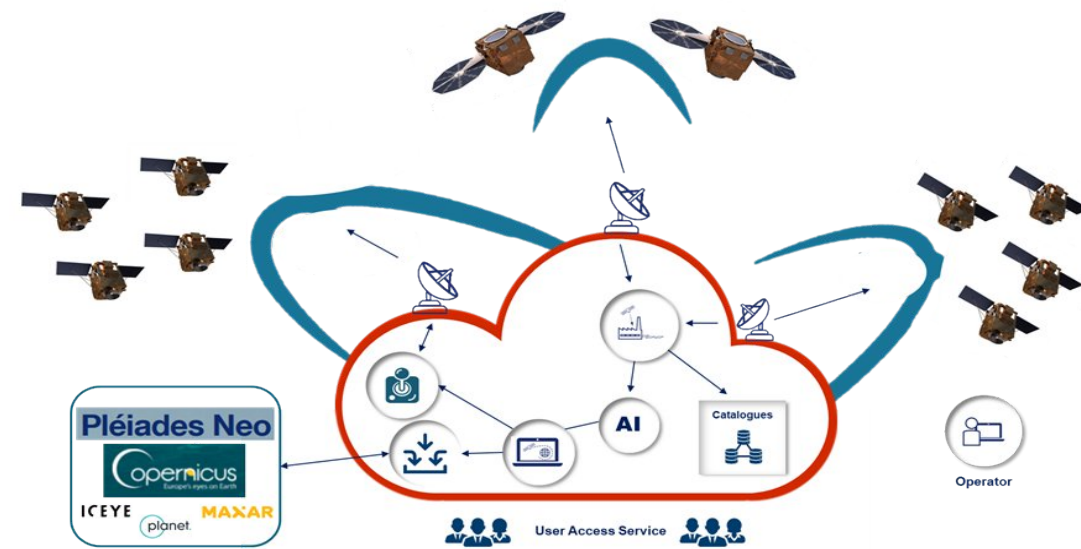 Pléiades Neo
Copernicus
Europe's eyes on Earth
ICEYE
planet.
MAXAR
AI
Catalogues
Operator
User Access Service